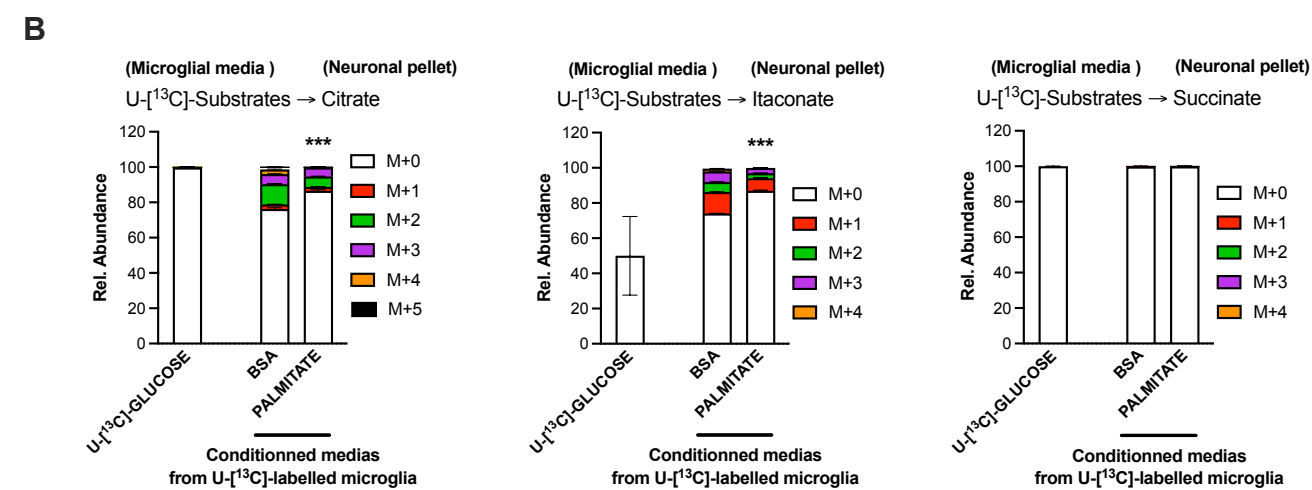 B
(Microglial media ) (Neuronal pellet)
U-[¹³C]-Substrates → Citrate
Rel. Abundance
120
100
80
60
40
20
0
***
M+0
M+1
M+2
M+3
M+4
M+5
U-[¹³C]-GLUCOSE
BSA
PALMITATE
Conditionned medias
from U-[¹³C]-labelled microglia
(Microglial media ) (Neuronal pellet)
U-[¹³C]-Substrates → Itaconate
Rel. Abundance
120
100
80
60
40
20
0
***
M+0
M+1
M+2
M+3
M+4
U-[¹³C]-GLUCOSE
BSA
PALMITATE
Conditionned medias
from U-[¹³C]-labelled microglia
(Microglial media ) (Neuronal pellet)
U-[¹³C]-Substrates → Succinate
Rel. Abundance
120
100
80
60
40
20
0
M+0
M+1
M+2
M+3
M+4
U-[¹³C]-GLUCOSE
BSA
PALMITATE
Conditionned medias
from U-[¹³C]-labelled microglia